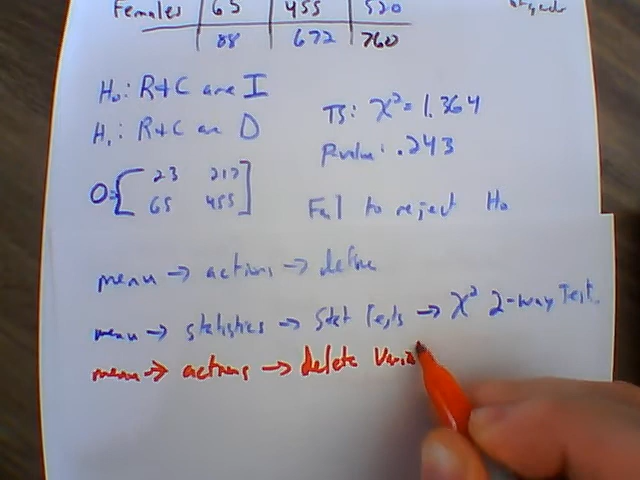 Females 65 455 520
88 672 760
H₀: R+C are I
H₁: R+C are D
TS: χ² = 1.364
Pvalue: .243
O=[23 217
65 455]
Fail to reject H₀
menu → actions → define
menu → statistics → Stat Tests → χ² 2-way Test
menu → actions → delete Varia